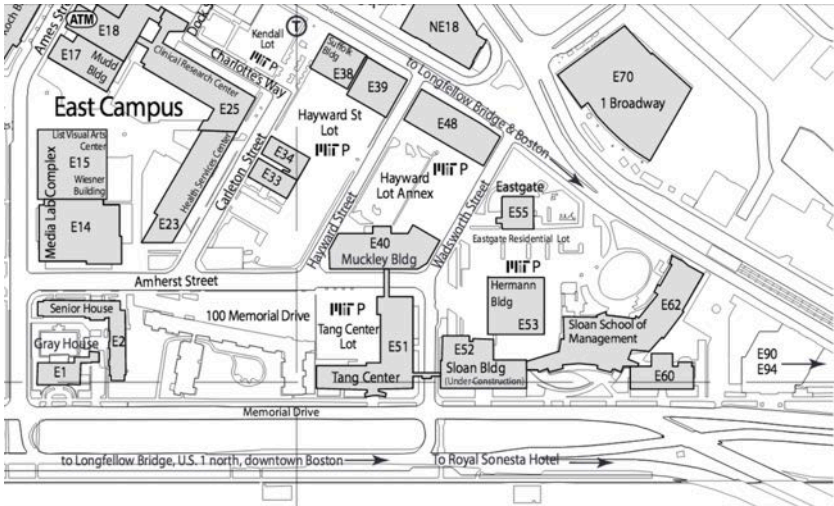 Koch B
Ames Str
ATM
E18
E17
Mudd
Bldg
Dock S
Kendall
Lot
MIT P
T
Square
NE18
Clinical Research Center
Charlottes Way
Suffolk
Bldg
E38
E39
to Longfellow Bridge & Boston
E70
1 Broadway
East Campus
E25
Hayward St
Lot
MIT P
E48
List Visual Arts
Center
E15
Wiesner
Building
Media Lab Complex
E14
Health Services Center
E23
Carleton Street
E34
E33
Hayward Street
Hayward
Lot Annex
MIT P
Wadsworth Street
Eastgate
E55
Eastgate Residential Lot
MIT P
E40
Muckley Bldg
Amherst Street
Hermann
Bldg
E53
E62
Sloan School of
Management
Senior House
Gray House
E2
E1
100 Memorial Drive
MIT P
Tang Center
Lot
E51
Tang Center
E52
Sloan Bldg
(Under Construction)
E60
E90
E94
Memorial Drive
to Longfellow Bridge, U.S. 1 north, downtown Boston
To Royal Sonesta Hotel